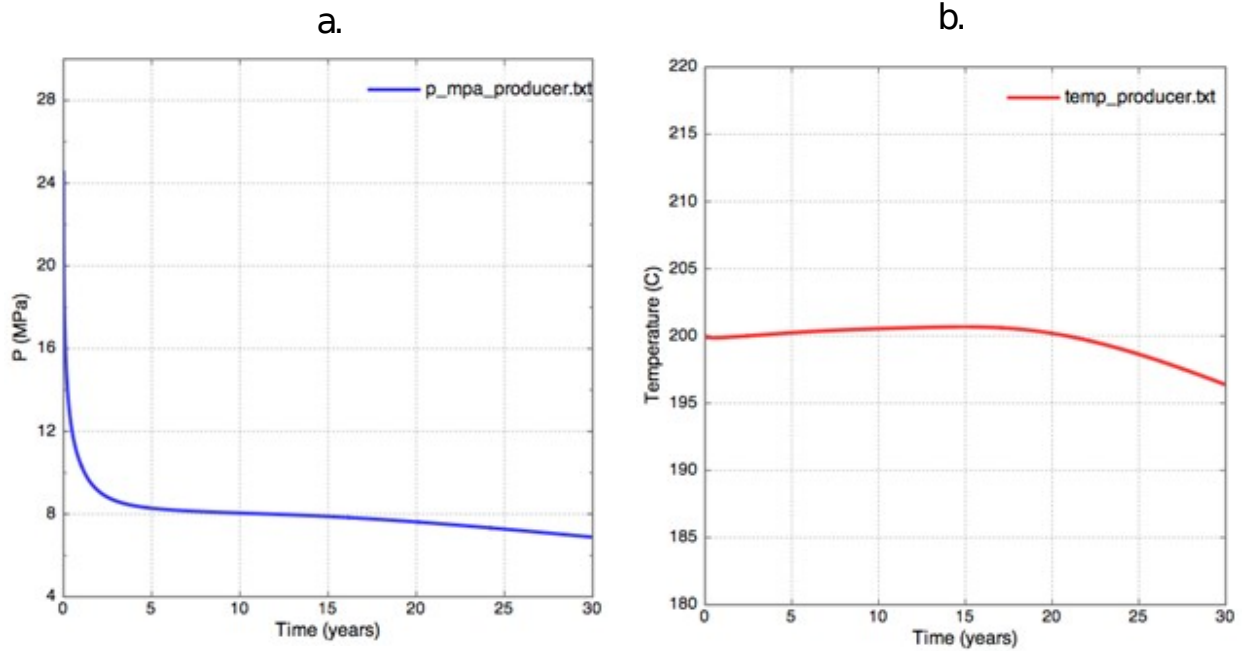 a.
p_mpa_producer.txt
28
24
20
16
12
8
4
P (MPa)
0 5 10 15 20 25 30
Time (years)
b.
temp_producer.txt
220
215
210
205
200
195
190
185
180
Temperature (C)
0 5 10 15 20 25 30
Time (years)